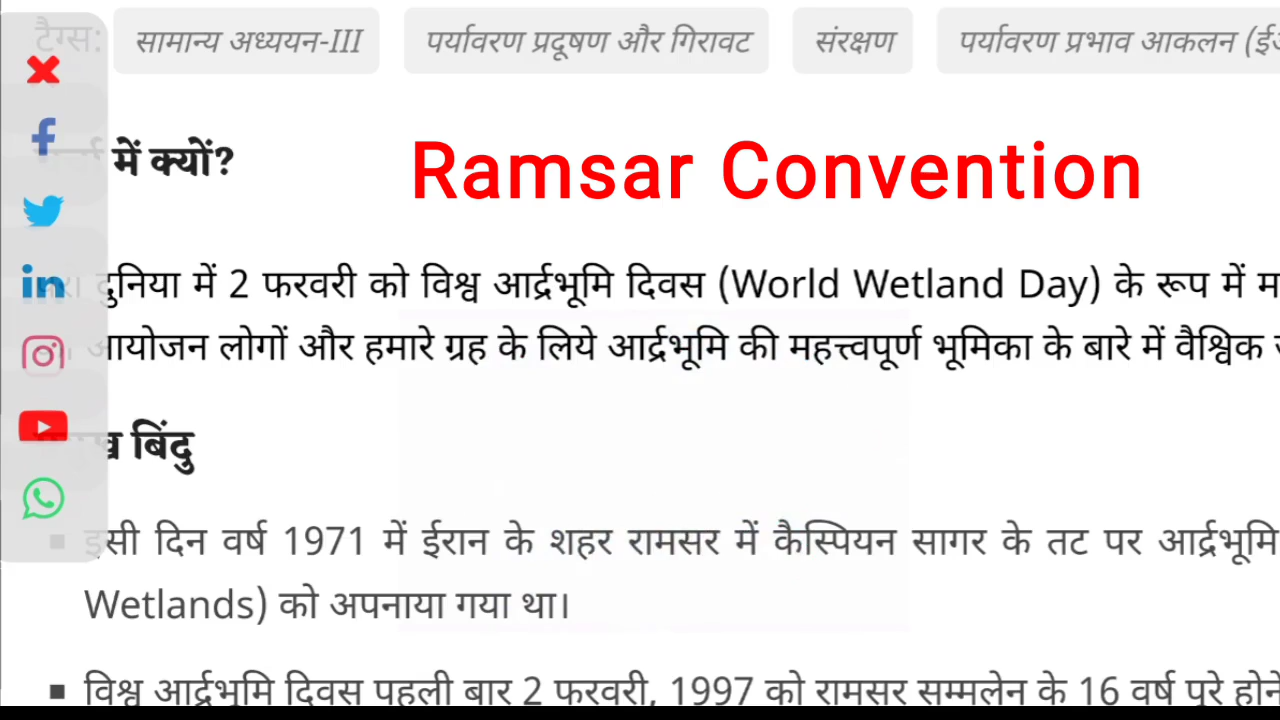 टैग्स: सामान्य अध्ययन-III पर्यावरण प्रदूषण और गिरावट संरक्षण पर्यावरण प्रभाव आकलन
में क्यों?
Ramsar Convention
दुनिया में 2 फरवरी को विश्व आर्द्रभूमि दिवस (World Wetland Day) के रूप में
आयोजन लोगों और हमारे ग्रह के लिये आर्द्रभूमि की महत्त्वपूर्ण भूमिका के बारे में वैश्विक
बिंदु
इसी दिन वर्ष 1971 में ईरान के शहर रामसर में कैस्पियन सागर के तट पर आर्द्रभूमि
Wetlands) को अपनाया गया था।
विश्व आर्द्रभूमि दिवस पहली बार 2 फरवरी, 1997 को रामसर सम्मलेन के 16 वर्ष पूरे होने